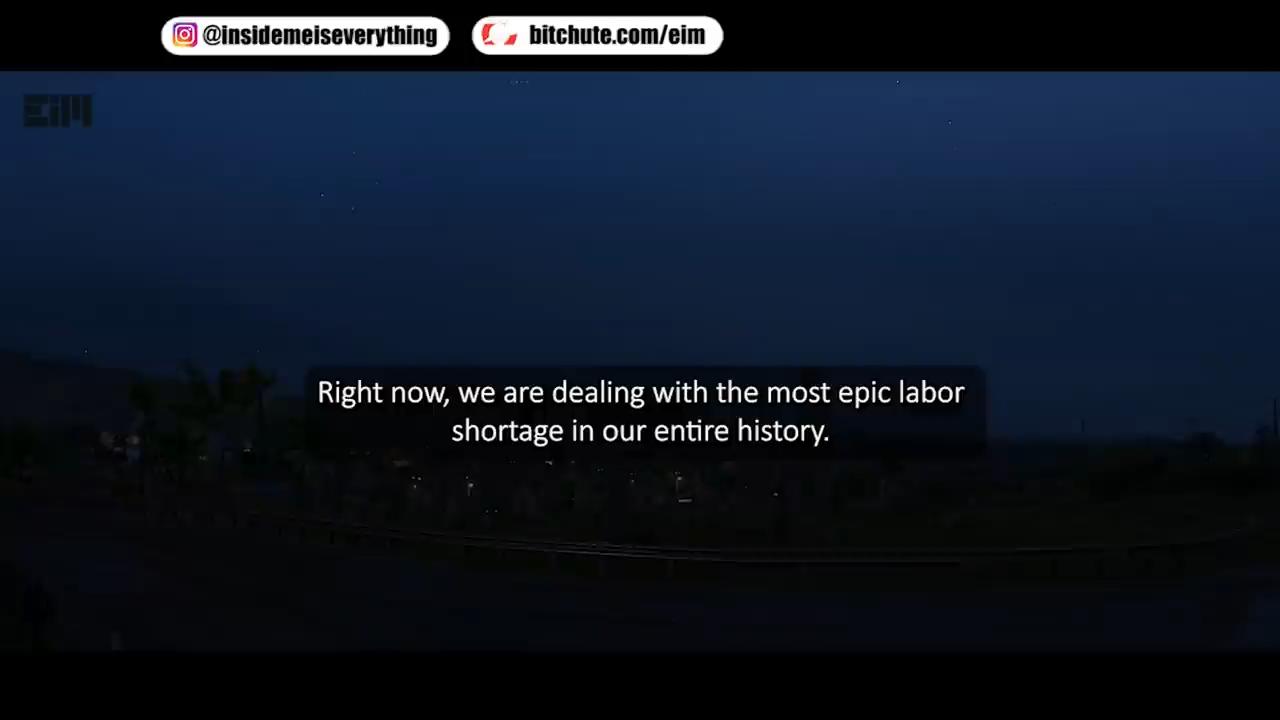 @insidemeiseverything bitchute.com/eim
EiM
Right now, we are dealing with the most epic labor
shortage in our entire history.